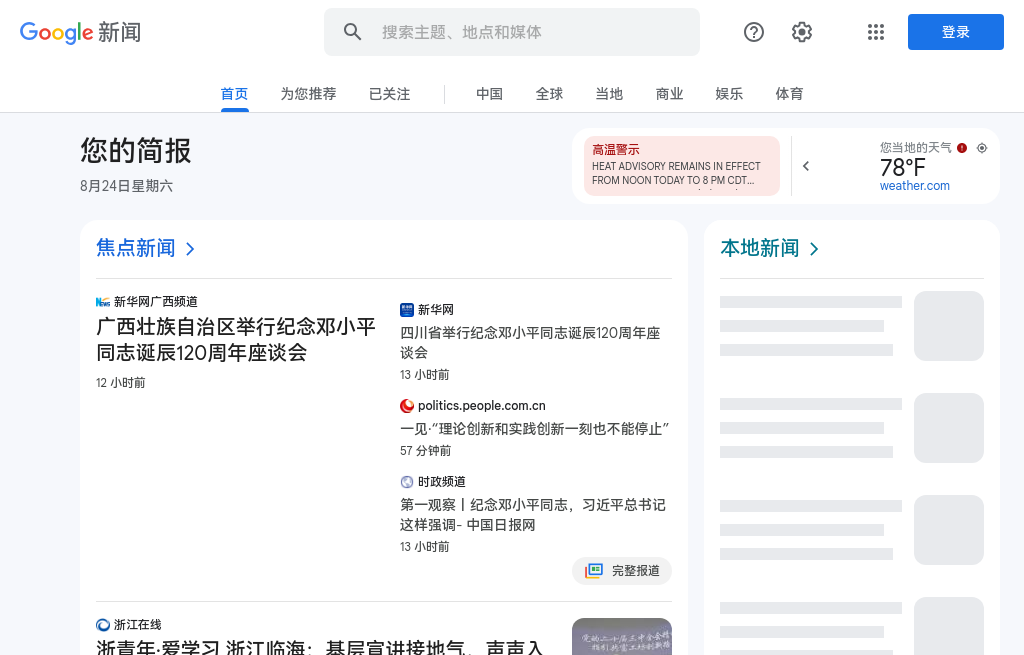 Google 新闻
搜索主题、地点和媒体
登录
首页
为您推荐
已关注
中国
全球
当地
商业
娱乐
体育
您的简报
8月24日星期六
高温警示
HEAT ADVISORY REMAINS IN EFFECT
FROM NOON TODAY TO 8 PM CDT...
您当地的天气
78°F
weather.com
焦点新闻
新华网广西频道
广西壮族自治区举行纪念邓小平
同志诞辰120周年座谈会
12 小时前
新华网
四川省举行纪念邓小平同志诞辰120周年座
谈会
13 小时前
politics.people.com.cn
一见·“理论创新和实践创新一刻也不能停止”
57 分钟前
时政频道
第一观察丨纪念邓小平同志，习近平总书记
这样强调- 中国日报网
13 小时前
完整报道
浙江在线
浙青年·爱学习 浙江临海：基层宣讲接地气，声声入
本地新闻